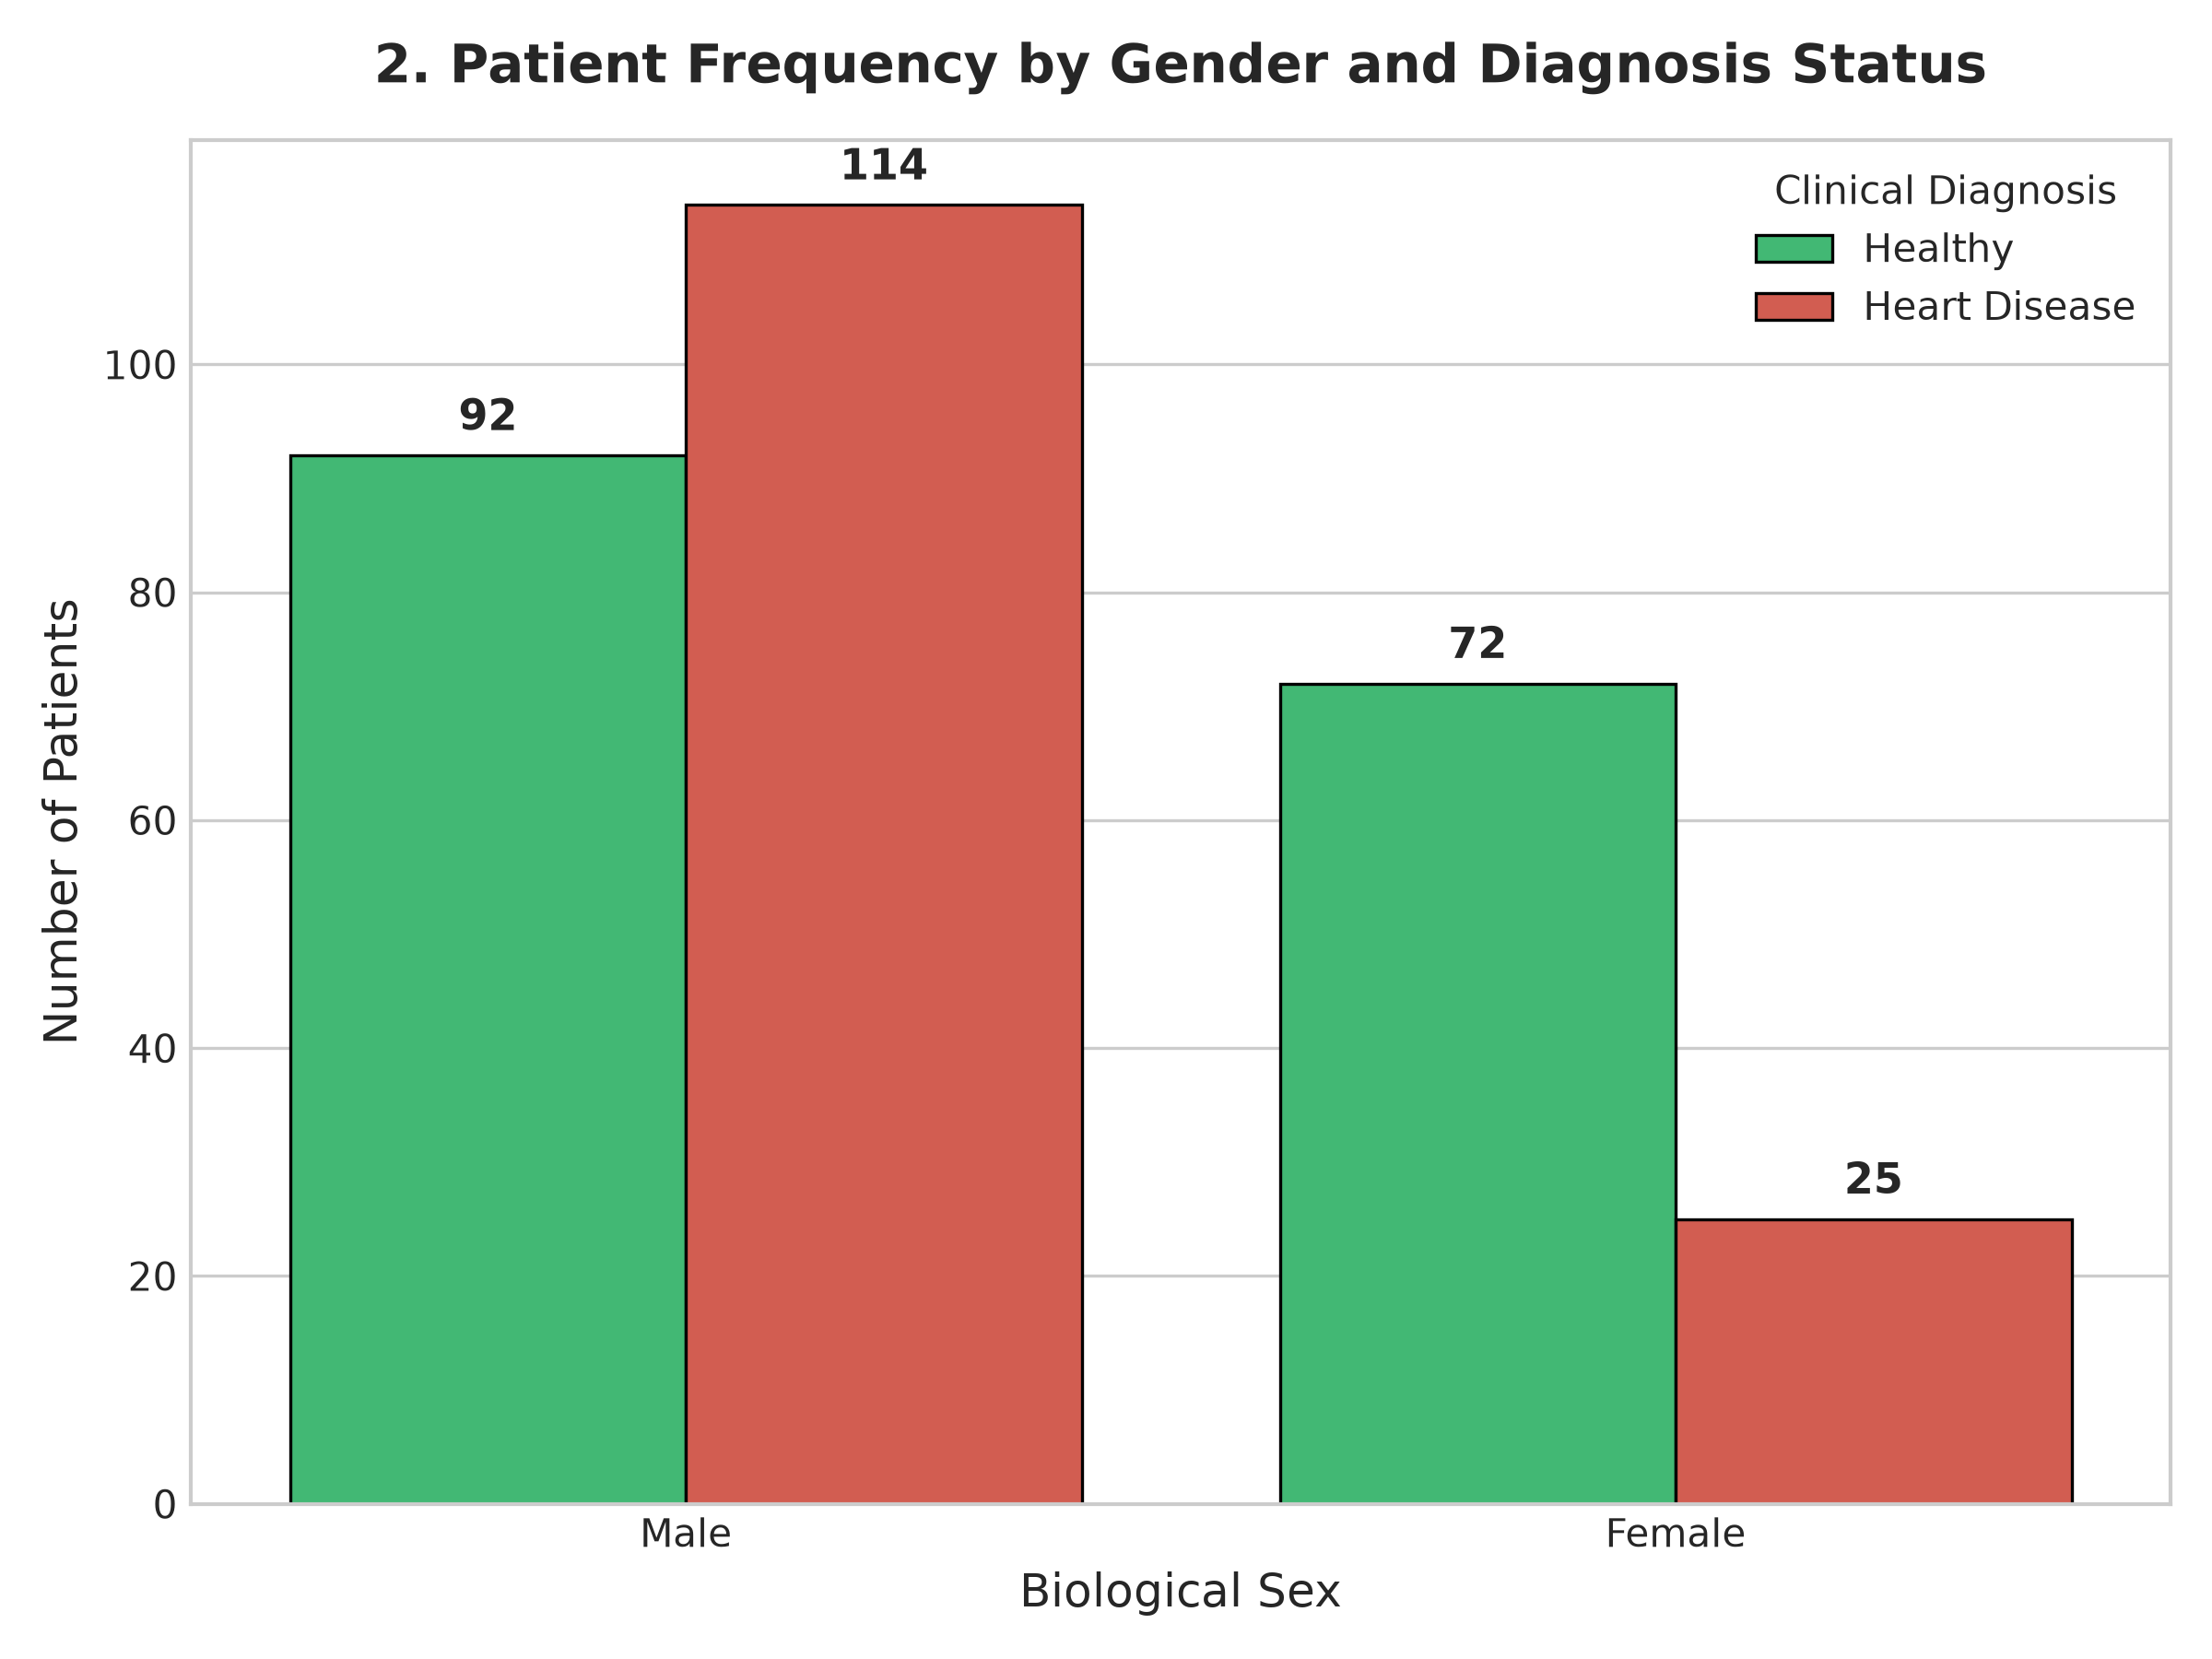 2. Patient Frequency by Gender and Diagnosis Status
114
Clinical Diagnosis
Healthy
Heart Disease
100
92
80
72
60
Number of Patients
40
25
20
0
Male
Female
Biological Sex